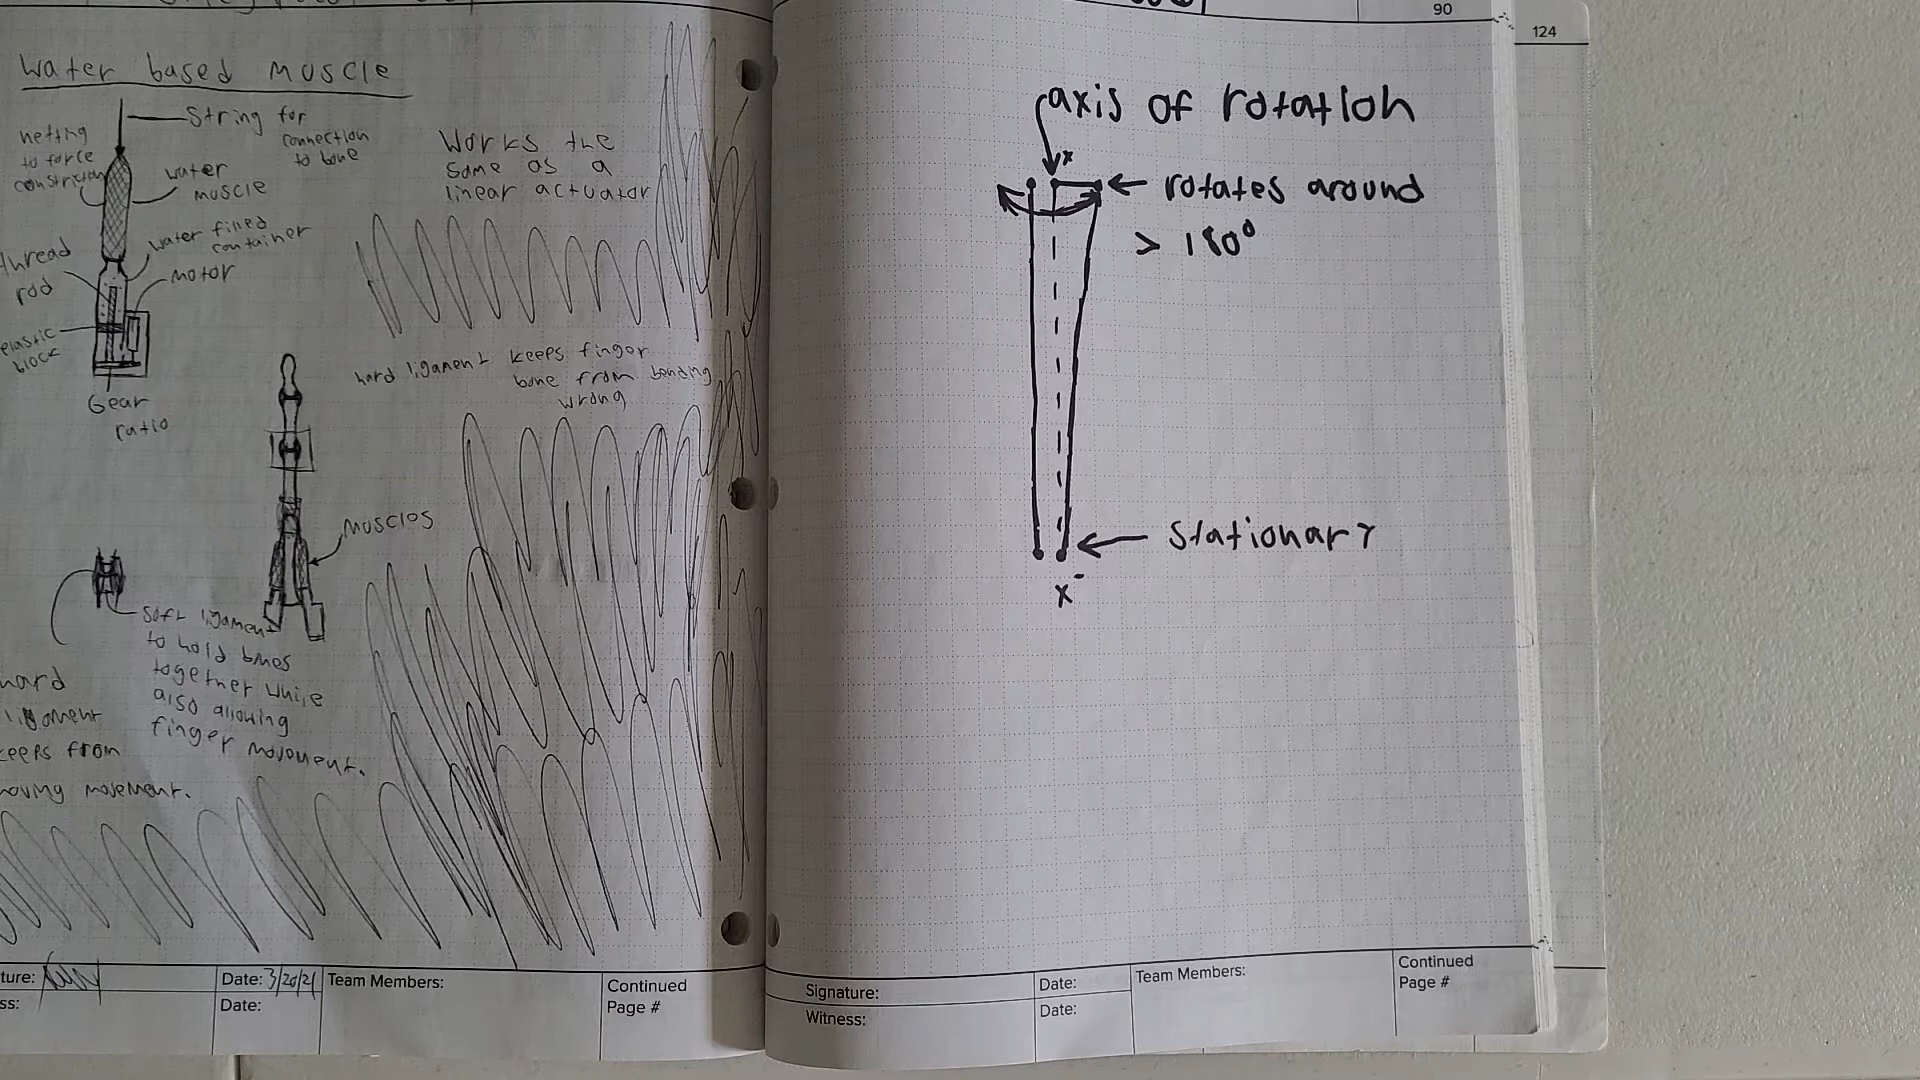 90
124
Water based muscle
String for
connection
to bone
netting
to force
water
muscle
Works the
same as a
linear actuator
water filled
container
thread
rod
motor
elastic
block
Gear
ratio
hard ligament keeps finger
bone from bending
wrong
muscles
soft ligament
to hold bones
together while
also allowing
finger movement.
hard
ligament
keeps from
moving movement.
axis of rotation
x
rotates around
> 180°
Stationary
x-
ture:
Date: 3/20/21
Team Members:
Continued
Page #
ss:
Date:
Signature:
Date:
Team Members:
Continued
Page #
Witness:
Date: